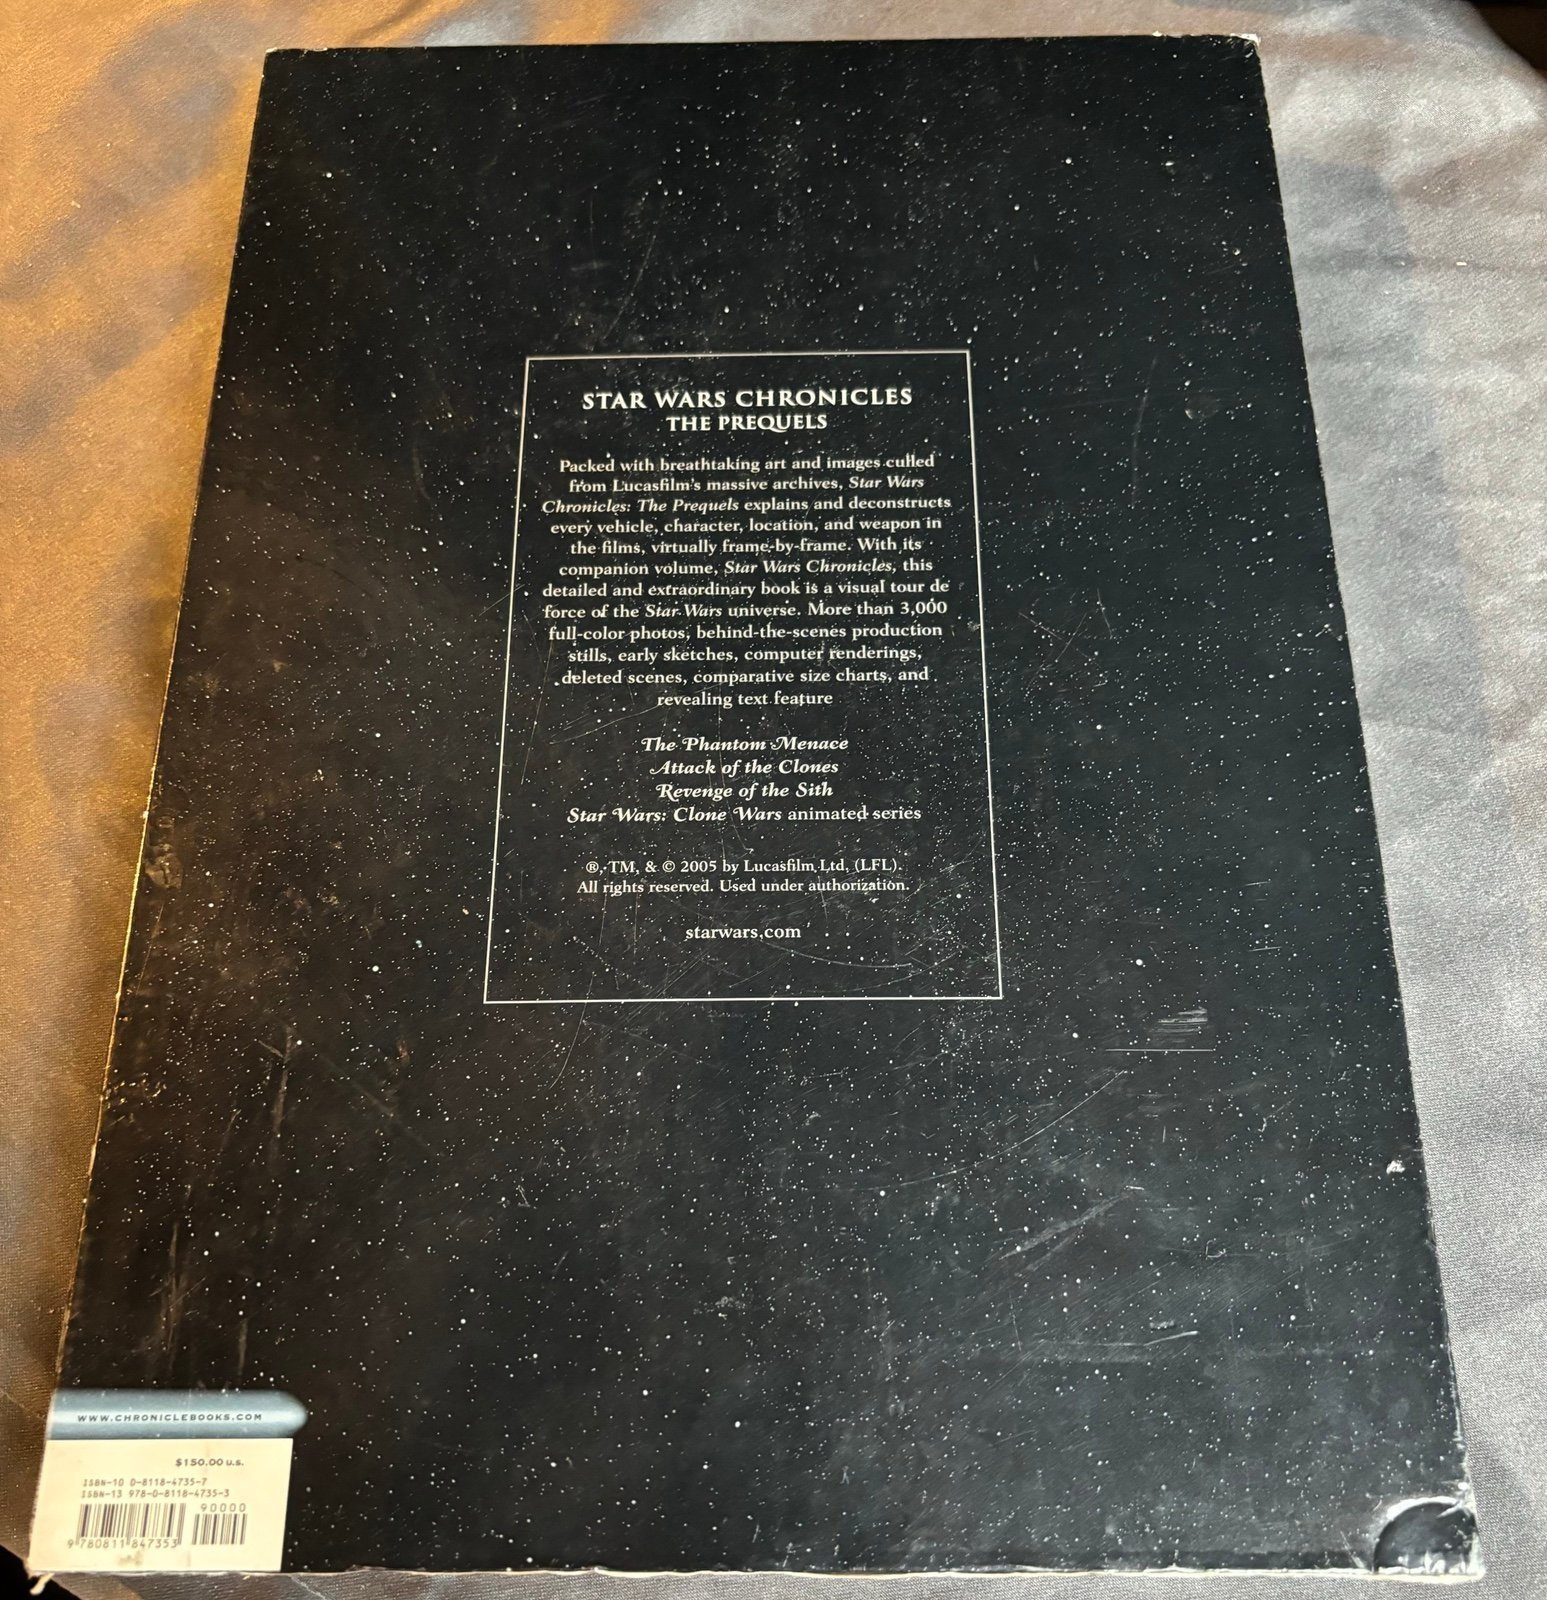 STAR WARS CHRONICLES
THE PREQUELS
Packed with breathtaking art and images culled
from Lucasfilm's massive archives, Star Wars
Chronicles: The Prequels explains and deconstructs
every vehicle, character, location, and weapon in
the films, virtually frame-by-frame. With its
companion volume, Star Wars Chronicles, this
detailed and extraordinary book is a visual tour de
force of the Star Wars universe. More than 3,000
full-color photos, behind-the-scenes production
stills, early sketches, computer renderings,
deleted scenes, comparative size charts, and
revealing text feature
The Phantom Menace
Attack of the Clones
Revenge of the Sith
Star Wars: Clone Wars animated series
®, TM, & © 2005 by Lucasfilm Ltd. (LFL).
All rights reserved. Used under authorization.
starwars.com
WWW.CHRONICLEBOOKS.COM
$150.00 U.S.
ISBN-10 0-8118-4735-7
ISBN-13 978-0-8118-4735-3
90000
9 780811 847353